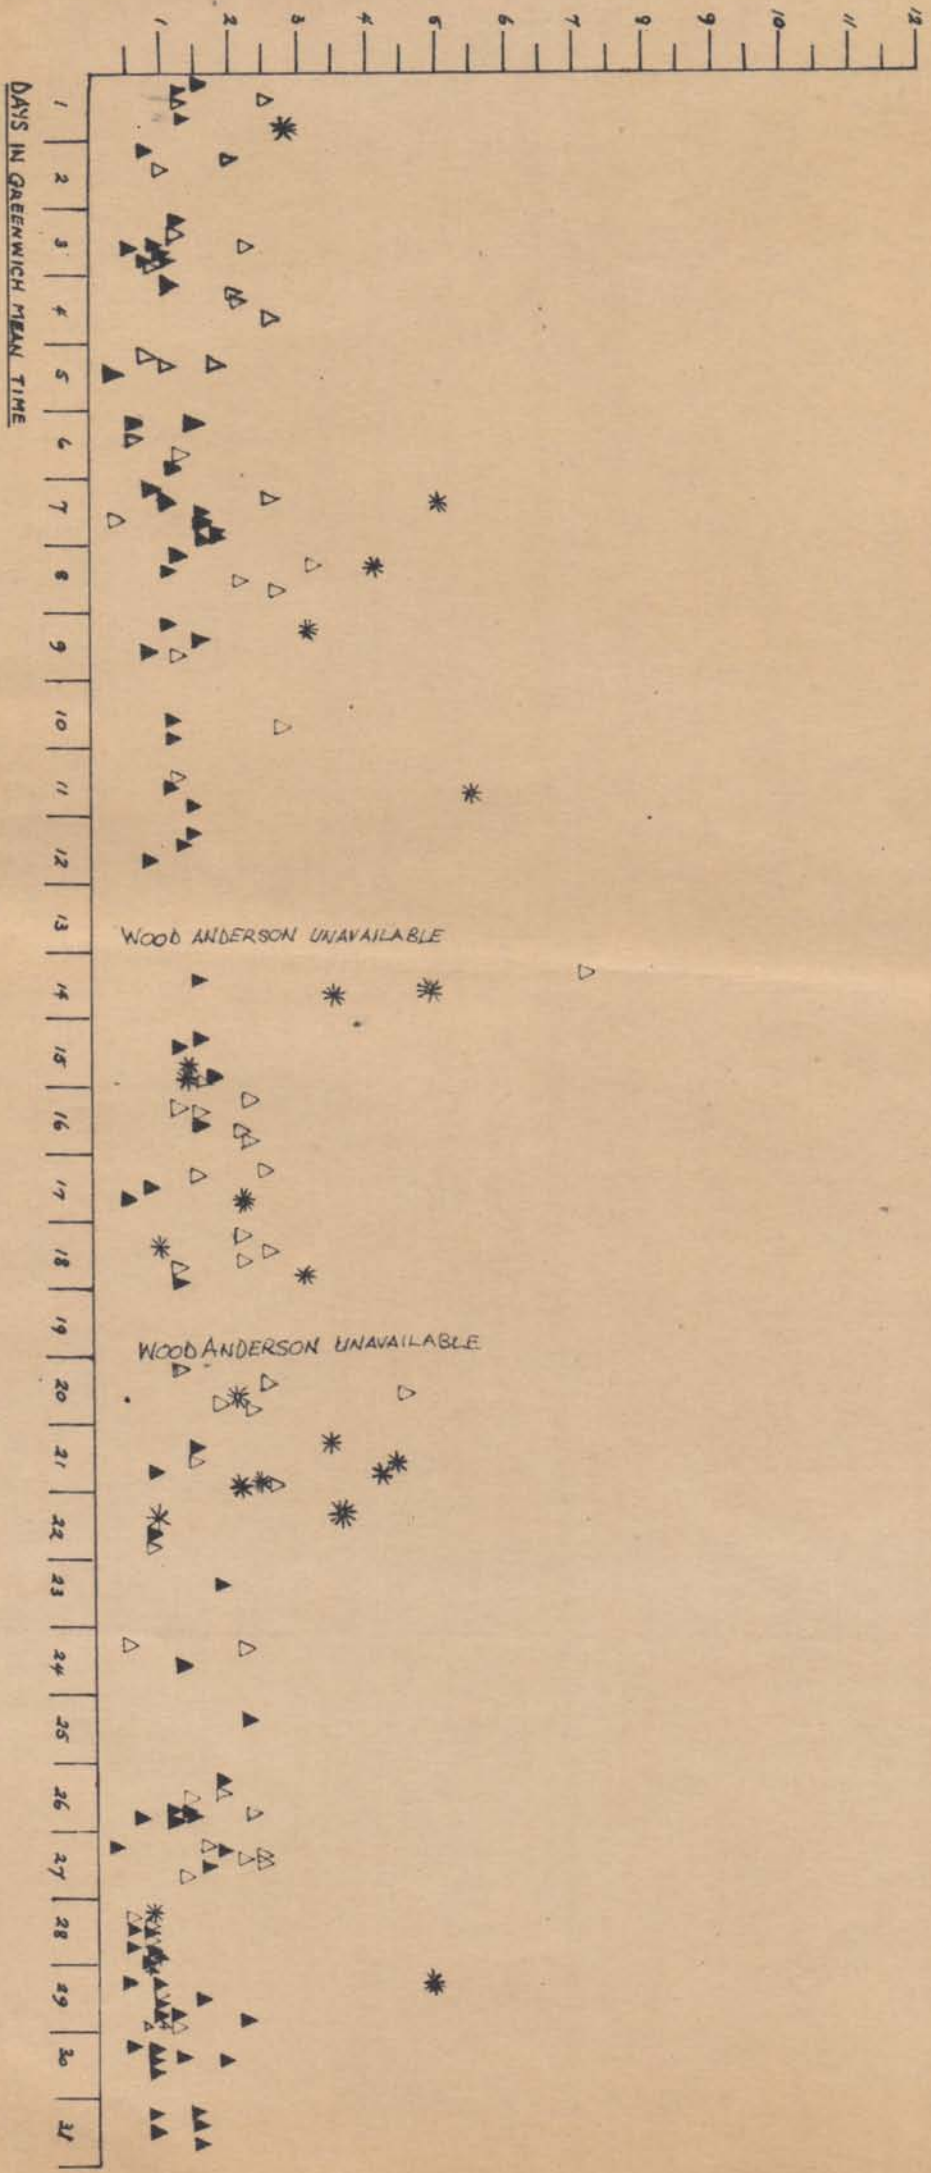 1 2 3 4 5 6 7 8 9 10 11 12
WOOD ANDERSON UNAVAILABLE
WOOD ANDERSON UNAVAILABLE
1 2 3 4 5 6 7 8 9 10 11 12 13 14 15 16 17 18 19 20 21 22 23 24 25 26 27 28 29 30 31
DAYS IN GREENWICH MEAN TIME